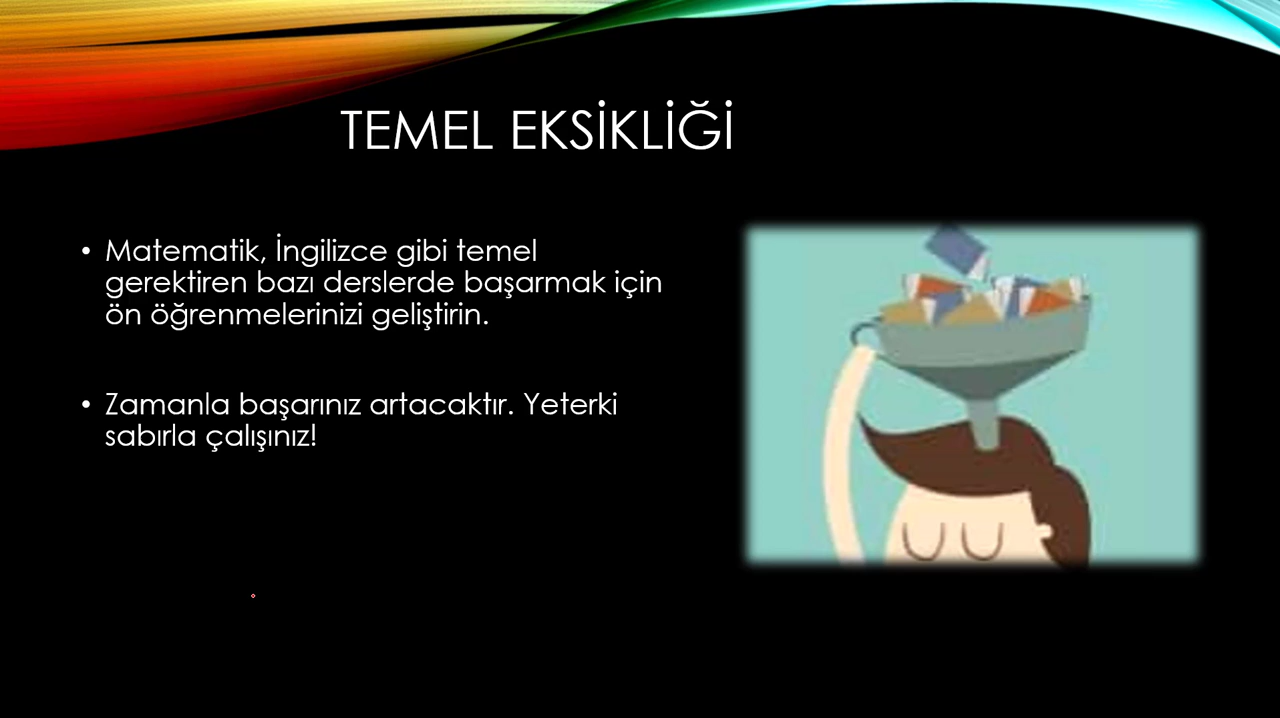 TEMEL EKSİKLİĞİ
• Matematik, İngilizce gibi temel
gerektiren bazı derslerde başarmak için
ön öğrenmelerinizi geliştirin.
• Zamanla başarınız artacaktır. Yeterki
sabırla çalışınız!